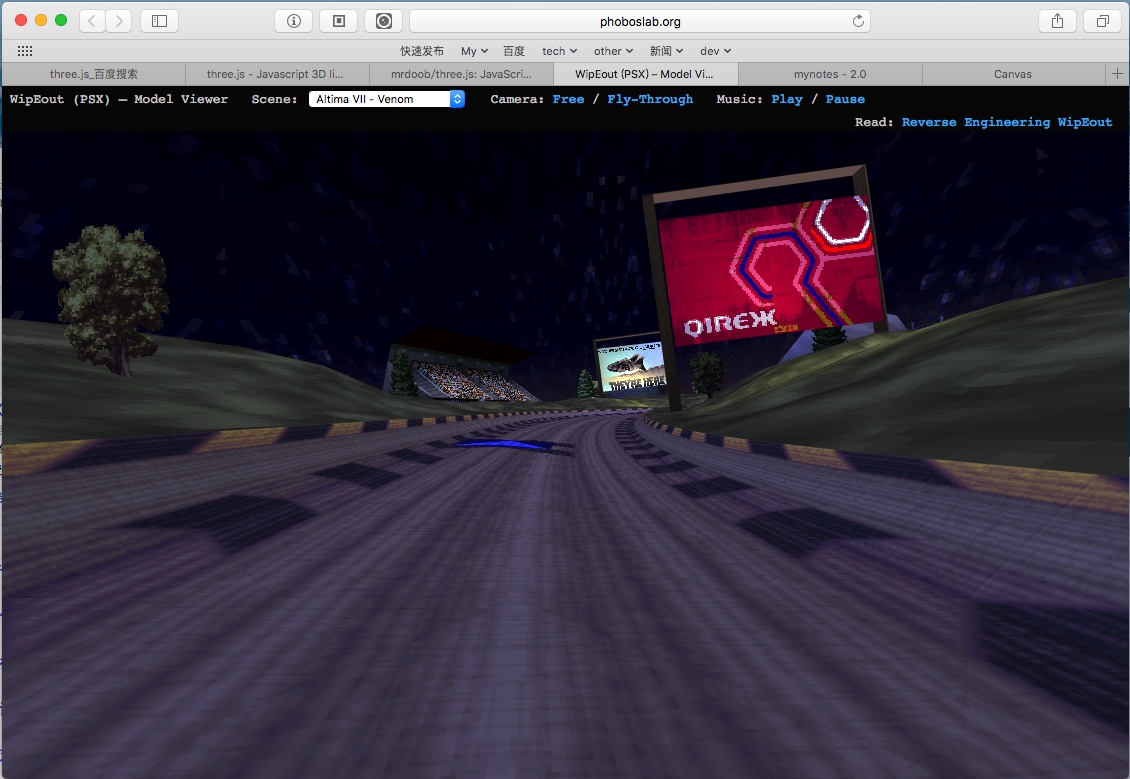 phoboslab.org
快速发布 My 百度 tech other 新闻 dev
three.js_百度搜索 three.js - Javascript 3D li... mrdoob/three.js: JavaScri... WipEout (PSX) – Model Vi... mynotes - 2.0 Canvas
WipEout (PSX) — Model Viewer Scene: Altima VII - Venom Camera: Free / Fly-Through Music: Play / Pause
Read: Reverse Engineering WipEout
QIREX